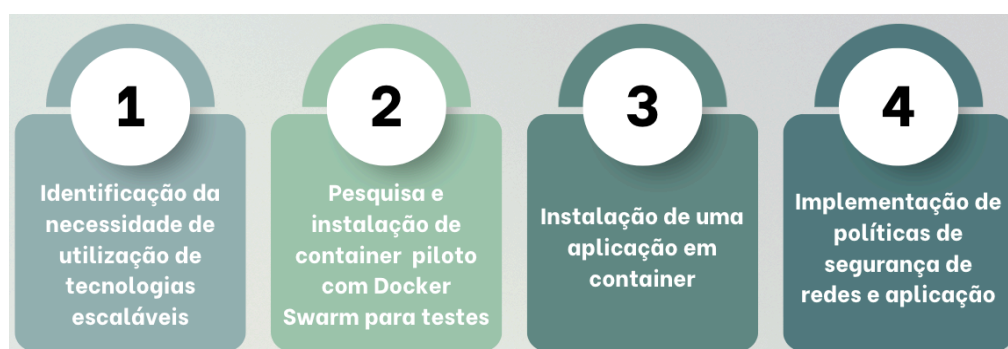 1
Identificação da
necessidade de
utilização de
tecnologias
escaláveis
2
Pesquisa e
instalação de
container piloto
com Docker
Swarm para testes
3
Instalação de uma
aplicação em
container
4
Implementação de
políticas de
segurança de
redes e aplicação